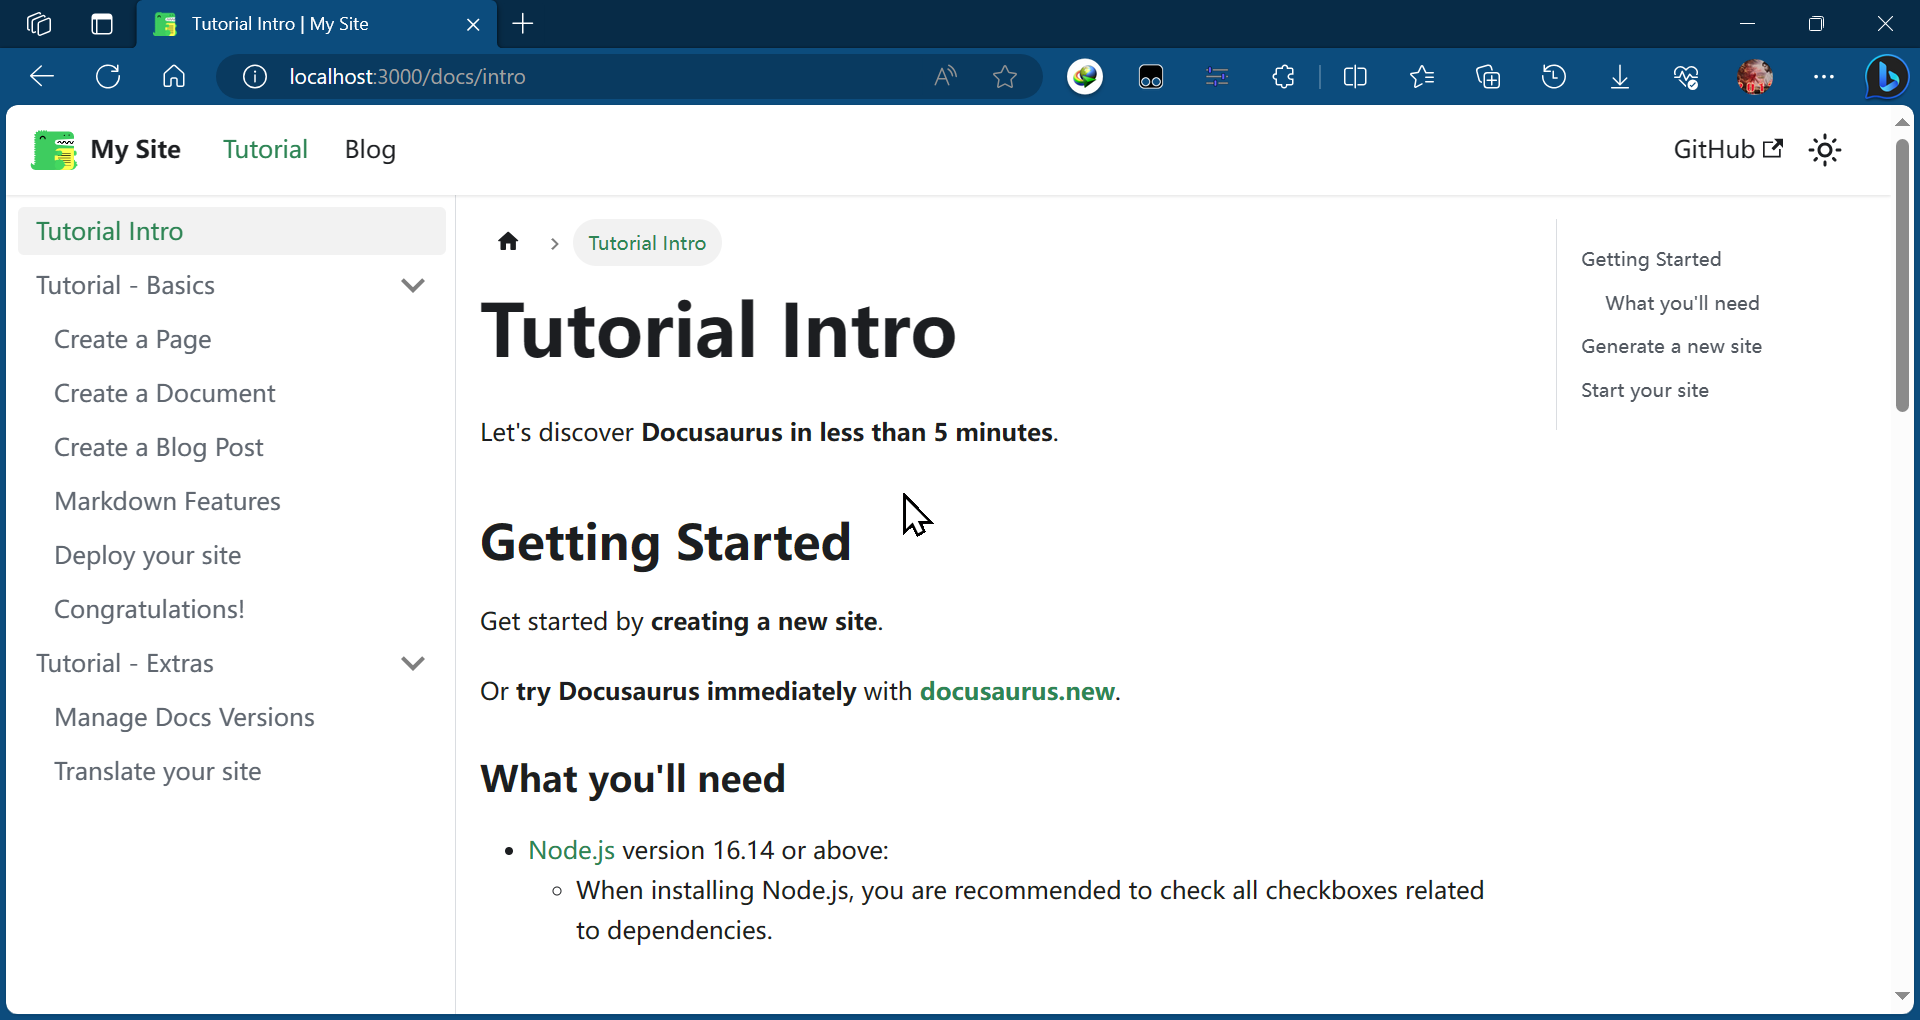 Tutorial Intro | My Site
localhost:3000/docs/intro
My Site
Tutorial
Blog
GitHub
Tutorial Intro
Tutorial - Basics
Create a Page
Create a Document
Create a Blog Post
Markdown Features
Deploy your site
Congratulations!
Tutorial - Extras
Manage Docs Versions
Translate your site
Tutorial Intro
Tutorial Intro
Let's discover Docusaurus in less than 5 minutes.
Getting Started
Get started by creating a new site.
Or try Docusaurus immediately with docusaurus.new.
What you'll need
Node.js version 16.14 or above:
When installing Node.js, you are recommended to check all checkboxes related
to dependencies.
Getting Started
What you'll need
Generate a new site
Start your site